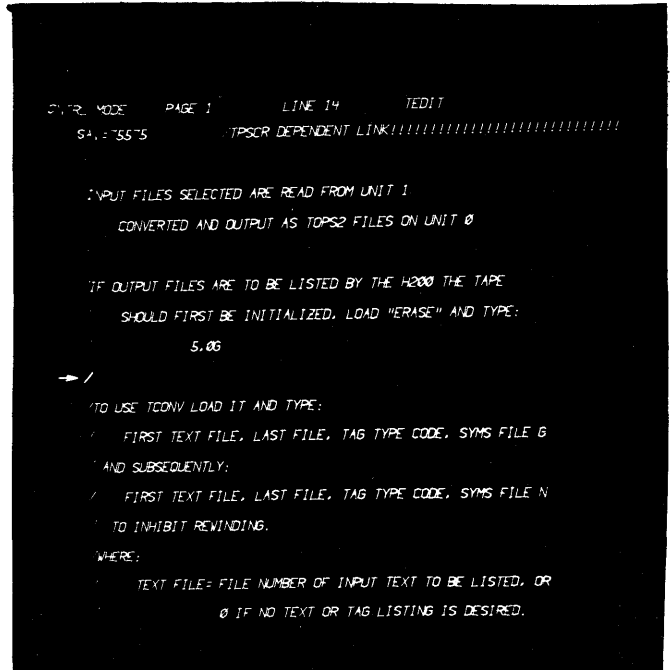 MODE PAGE 1 LINE 14 TEDIT
TPSCR DEPENDENT LINK!!!!!!!!!!!!!!!!!!!!!!!!!!!!!
INPUT FILES SELECTED ARE READ FROM UNIT 1
CONVERTED AND OUTPUT AS TOPS2 FILES ON UNIT Ø
/IF OUTPUT FILES ARE TO BE LISTED BY THE H2ØØ THE TAPE
SHOULD FIRST BE INITIALIZED. LOAD "ERASE" AND TYPE:
5.ØG
→ /
/TO USE TCONV LOAD IT AND TYPE:
/ FIRST TEXT FILE. LAST FILE. TAG TYPE CODE. SYMS FILE G
/ AND SUBSEQUENTLY:
/ FIRST TEXT FILE. LAST FILE. TAG TYPE CODE. SYMS FILE N
/ TO INHIBIT REWINDING.
/WHERE:
/ TEXT FILE= FILE NUMBER OF INPUT TEXT TO BE LISTED. OR
Ø IF NO TEXT OR TAG LISTING IS DESIRED.